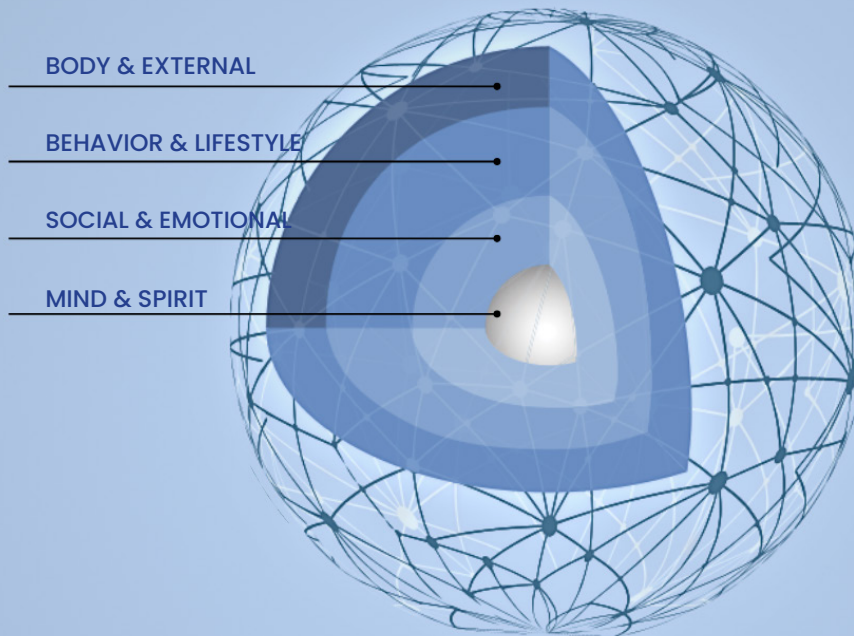 BODY & EXTERNAL
BEHAVIOR & LIFESTYLE
SOCIAL & EMOTIONAL
MIND & SPIRIT